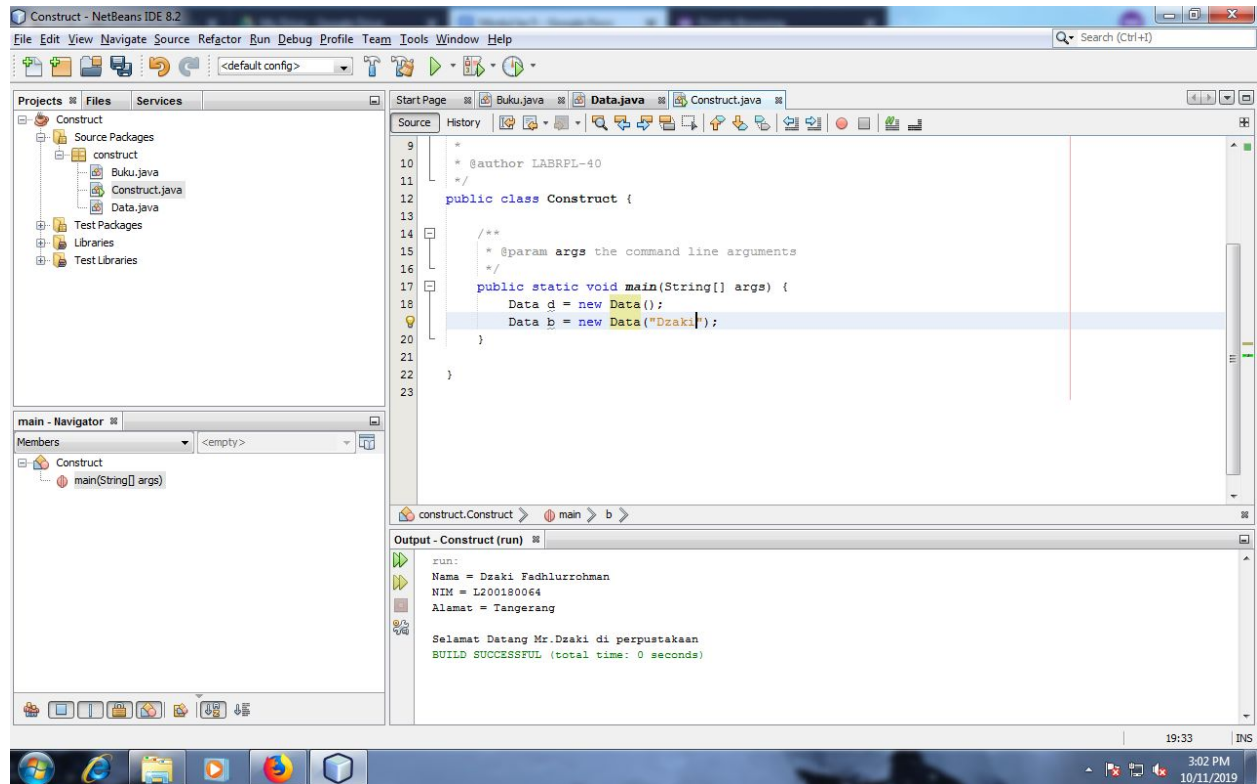 Construct - NetBeans IDE 8.2
File Edit View Navigate Source Refactor Run Debug Profile Team Tools Window Help
Search (Ctrl+I)
<default config>
Projects Files Services
Construct
Source Packages
construct
Buku.java
Construct.java
Data.java
Test Packages
Libraries
Test Libraries
main - Navigator
Members <empty>
Construct
main(String[] args)
Start Page Buku.java Data.java Construct.java
Source History
9 *
10 * @author LABRPL-40
11 */
12 public class Construct {
13
14 /**
15 * @param args the command line arguments
16 */
17 public static void main(String[] args) {
18 Data d = new Data();
Data b = new Data("Dzaki");
20 }
21
22 }
23
construct.Construct main b
Output - Construct (run)
run:
Nama = Dzaki Fadhlurrohman
NIM = L200180064
Alamat = Tangerang
Selamat Datang Mr.Dzaki di perpustakaan
BUILD SUCCESSFUL (total time: 0 seconds)
19:33 INS
3:02 PM
10/11/2019